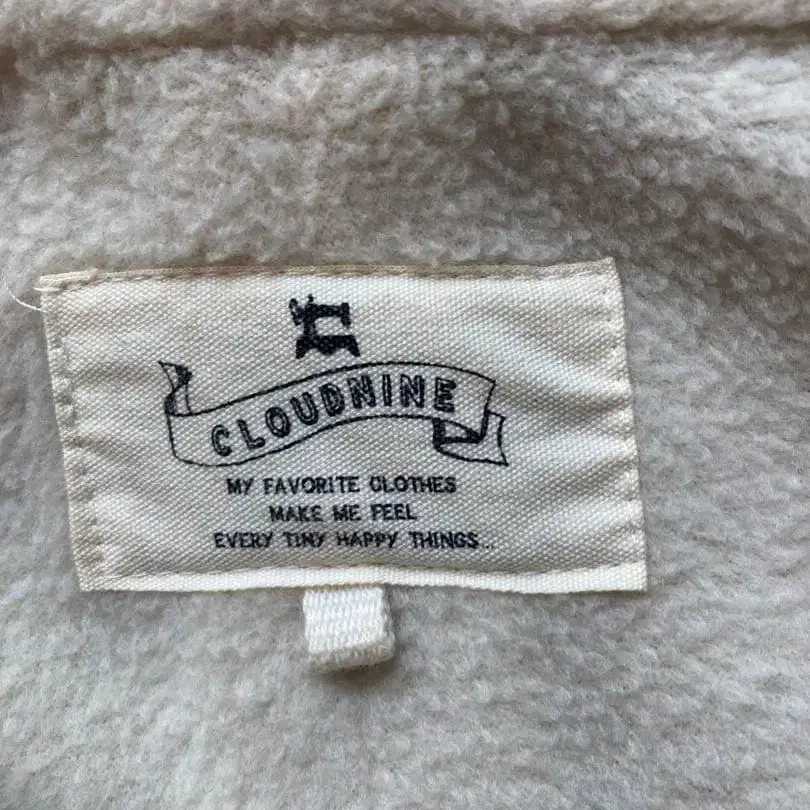 CLOUDNINE
MY FAVORITE CLOTHES
MAKE ME FEEL
EVERY TINY HAPPY THINGS...